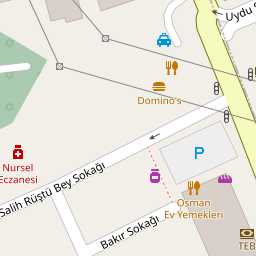 Uydu S
Domino's
Nursel
Eczanesi
Salih Rüştü Bey Sokağı
P
Osman
Ev Yemekleri
Bakır Sokağı
TEB